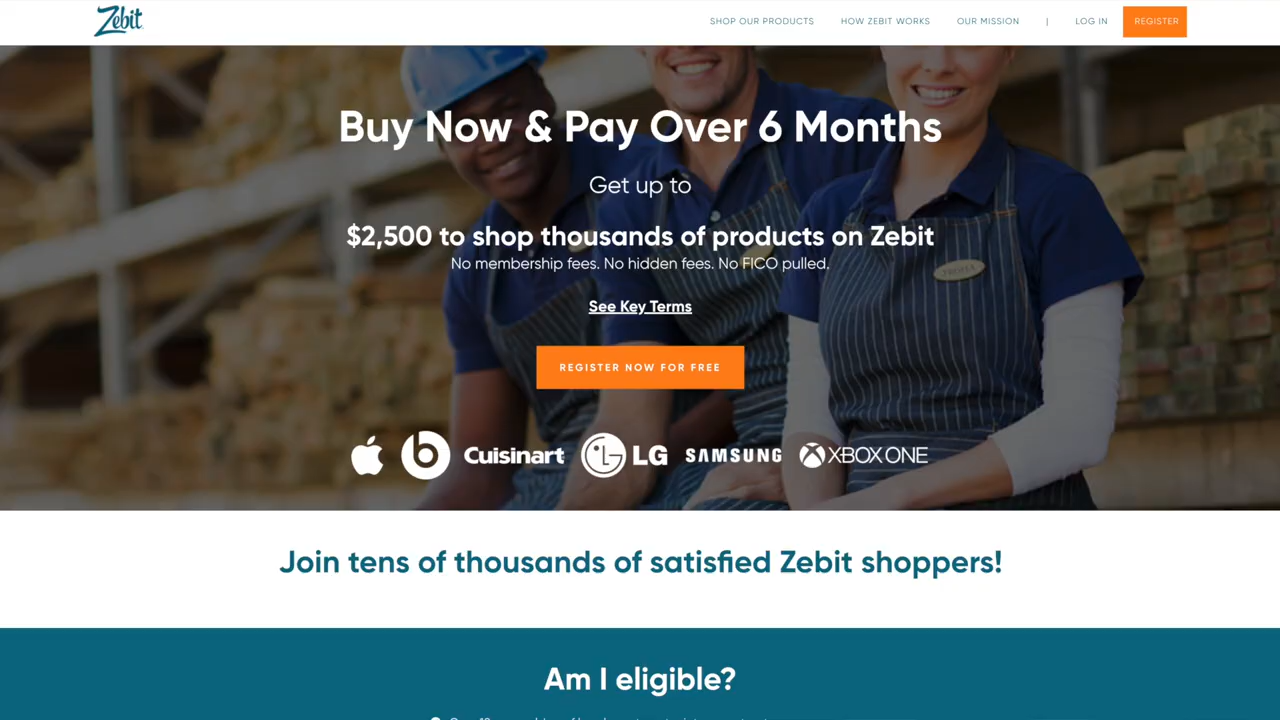 Zebit
SHOP OUR PRODUCTS
HOW ZEBIT WORKS
OUR MISSION
|
LOG IN
REGISTER
Buy Now & Pay Over 6 Months
Get up to
$2,500 to shop thousands of products on Zebit
No membership fees. No hidden fees. No FICO pulled.
See Key Terms
REGISTER NOW FOR FREE
b
Cuisinart
LG
SAMSUNG
XBOX ONE
Join tens of thousands of satisfied Zebit shoppers!
Am I eligible?